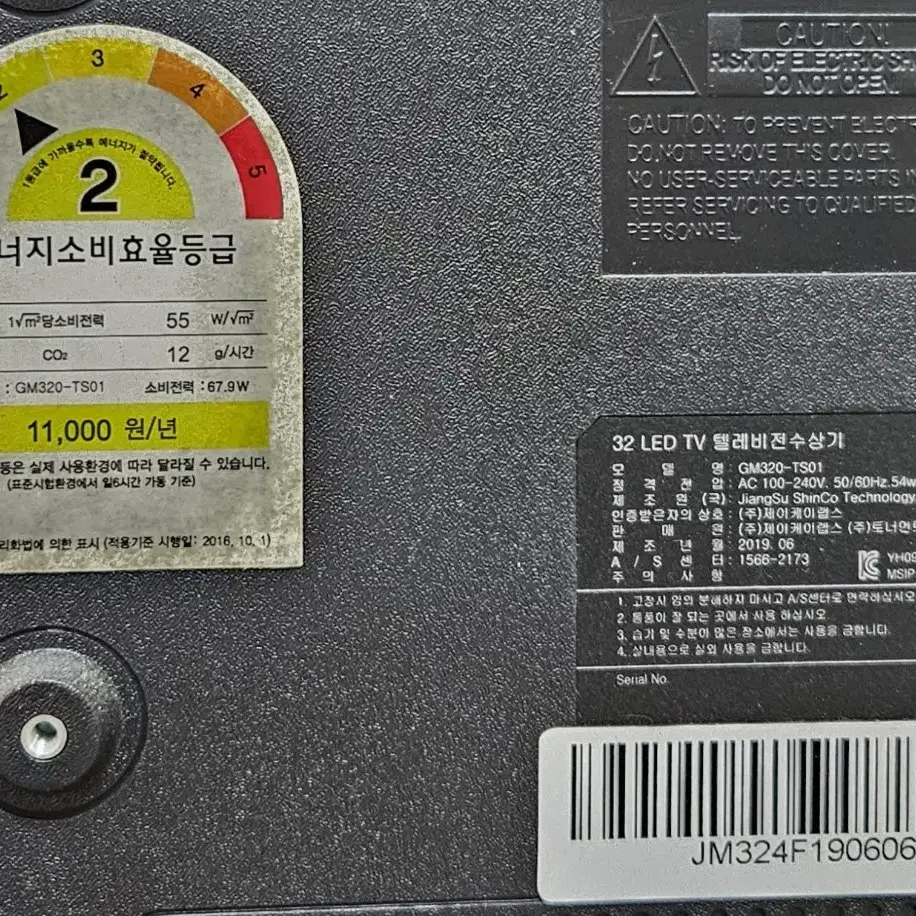 2
3
4
5
1등급에 가까울수록 에너지가 절약됩니다.
2
너지소비효율등급
1√m²당소비전력 55 W/√m²
CO₂ 12 g/시간
: GM320-TS01 소비전력 : 67.9W
11,000 원/년
등은 실제 사용환경에 따라 달라질 수 있습니다.
(표준시험환경에서 일6시간 가동 기준)
리화법에 의한 표시 (적용기준 시행일: 2016. 10. 1)
CAUTION!
RISK OF ELECTRIC SH
DO NOT OPEN
CAUTION: TO PREVENT ELECT
DO.NOT REMOVE THIS COVER.
NO USER-SERVICEABLE PARTS IN
REFER SERVICING TO QUALIFIED
PERSONNEL.
32 LED TV 텔레비전수상기
모 델 명 : GM320-TS01
정 격 전 압 : AC 100-240V. 50/60Hz.54w
제 조 원 (국) : JiangSu ShinCo Technology
인증받은자의 상호 : (주)제이케이랩스
판 매 원 : (주)제이케이랩스 (주)토너연
제 조 년 월 : 2019. 06
A / S 센 터 : 1566-2173
주 의 사 항
YH09
MSIP
1. 고장시 임의 분해하지 마시고 A/S센터로 연락하십시오
2. 통풍이 잘 되는 곳에서 사용 하십시오
3. 습기 및 수분이 많은 장소에서는 사용을 금합니다.
4. 실내용으로 실외 사용을 금합니다.
Serial No.
JM324F190606